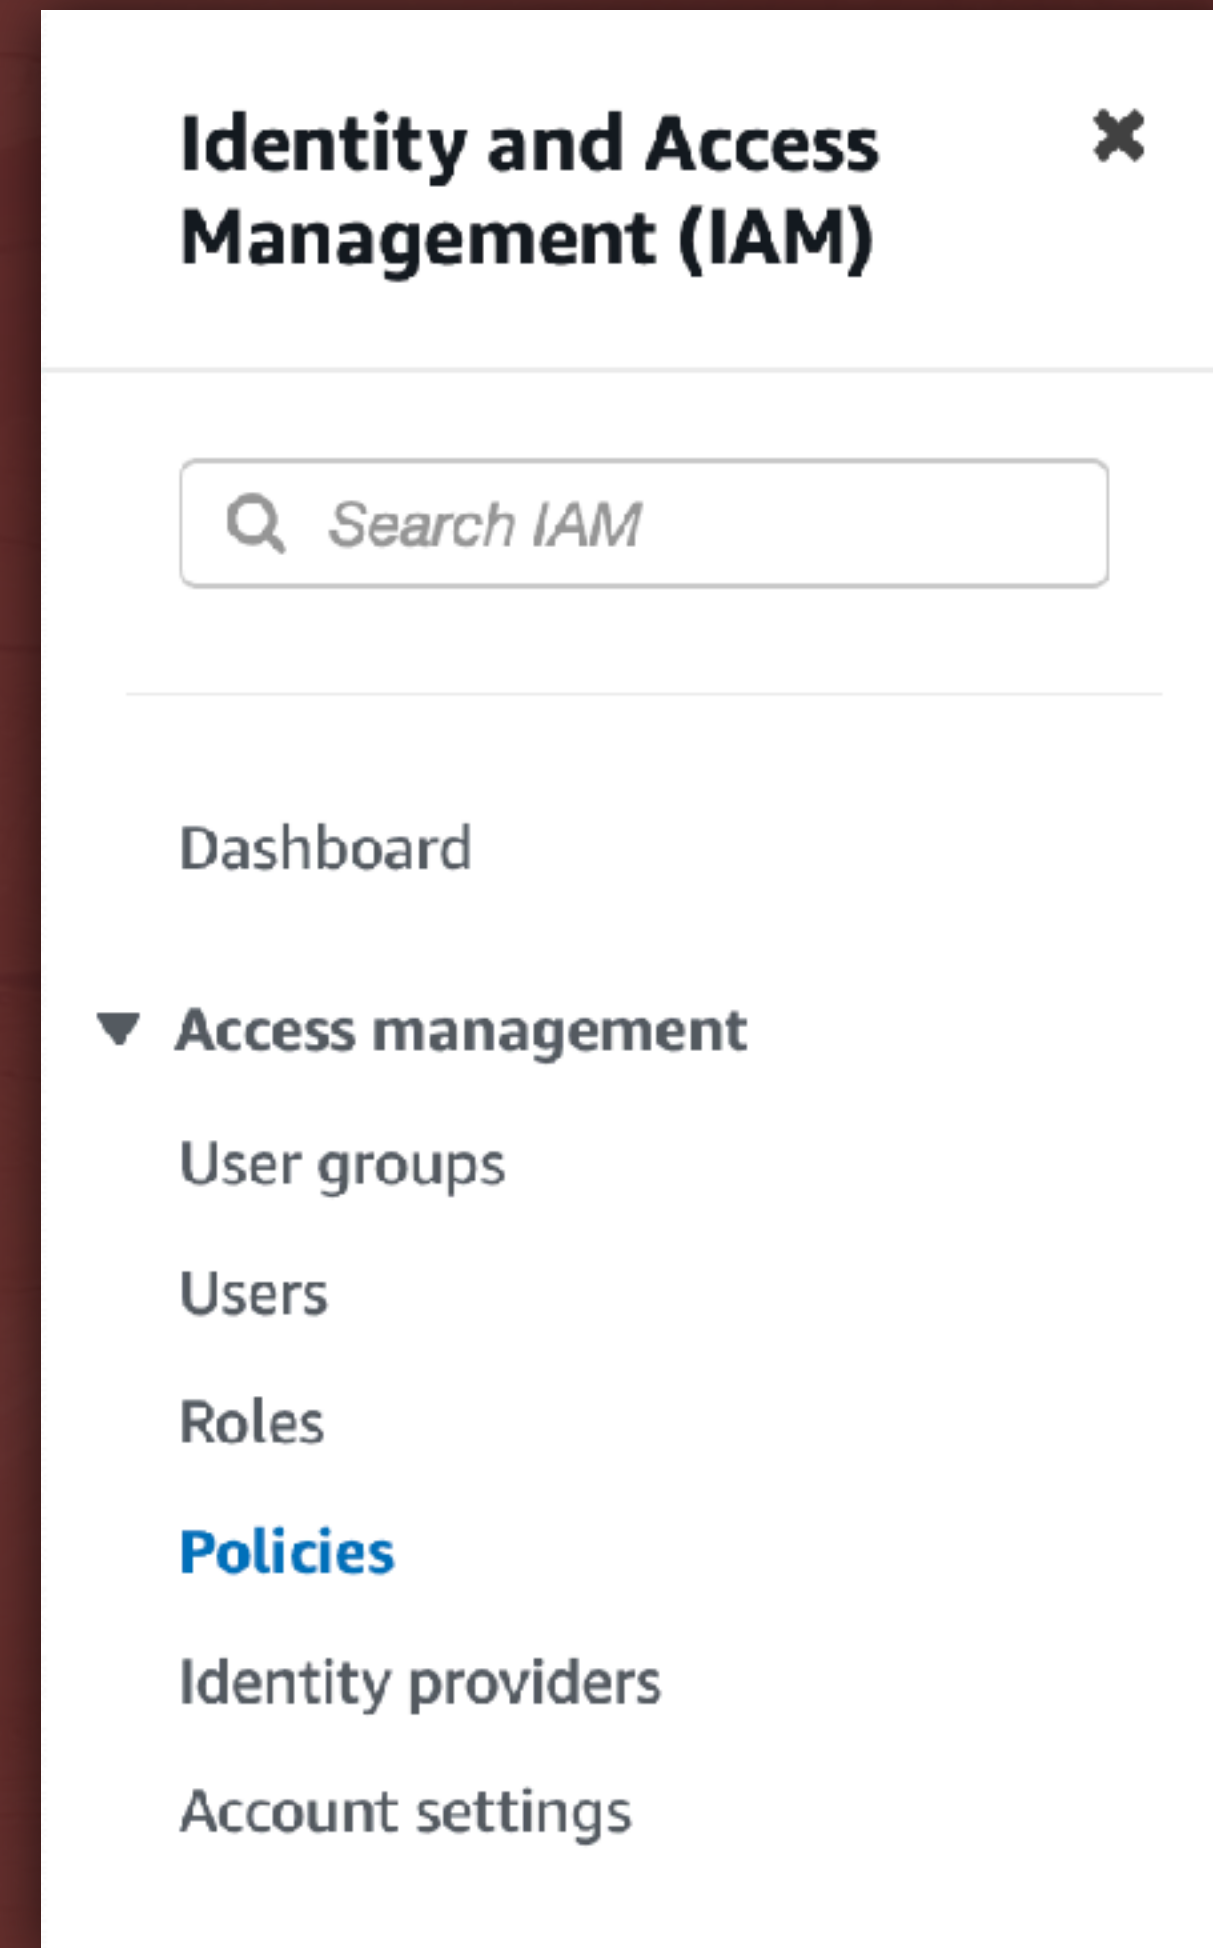 Identity and Access
Management (IAM)
Search IAM
Dashboard
Access management
User groups
Users
Roles
Policies
Identity providers
Account settings